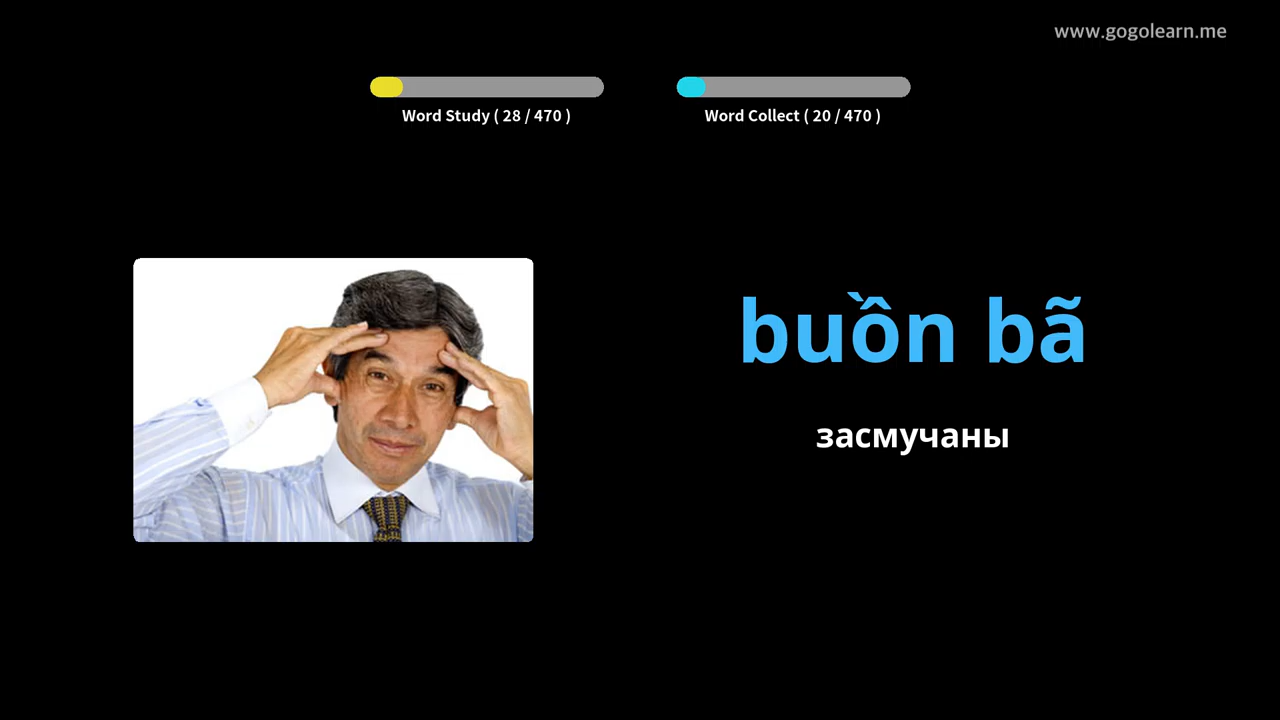 www.gogolearn.me
Word Study ( 28 / 470 )
Word Collect ( 20 / 470 )
buồn bã
засмучаны